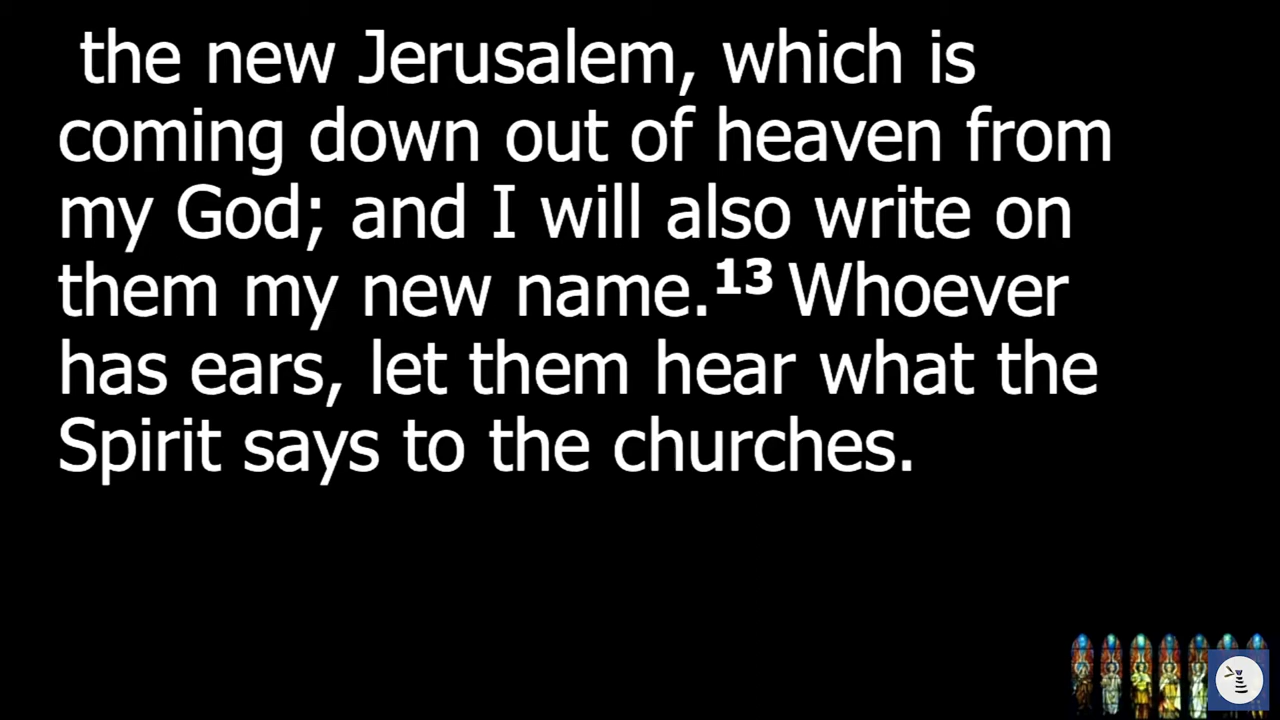 the new Jerusalem, which is
coming down out of heaven from
my God; and I will also write on
them my new name.13 Whoever
has ears, let them hear what the
Spirit says to the churches.